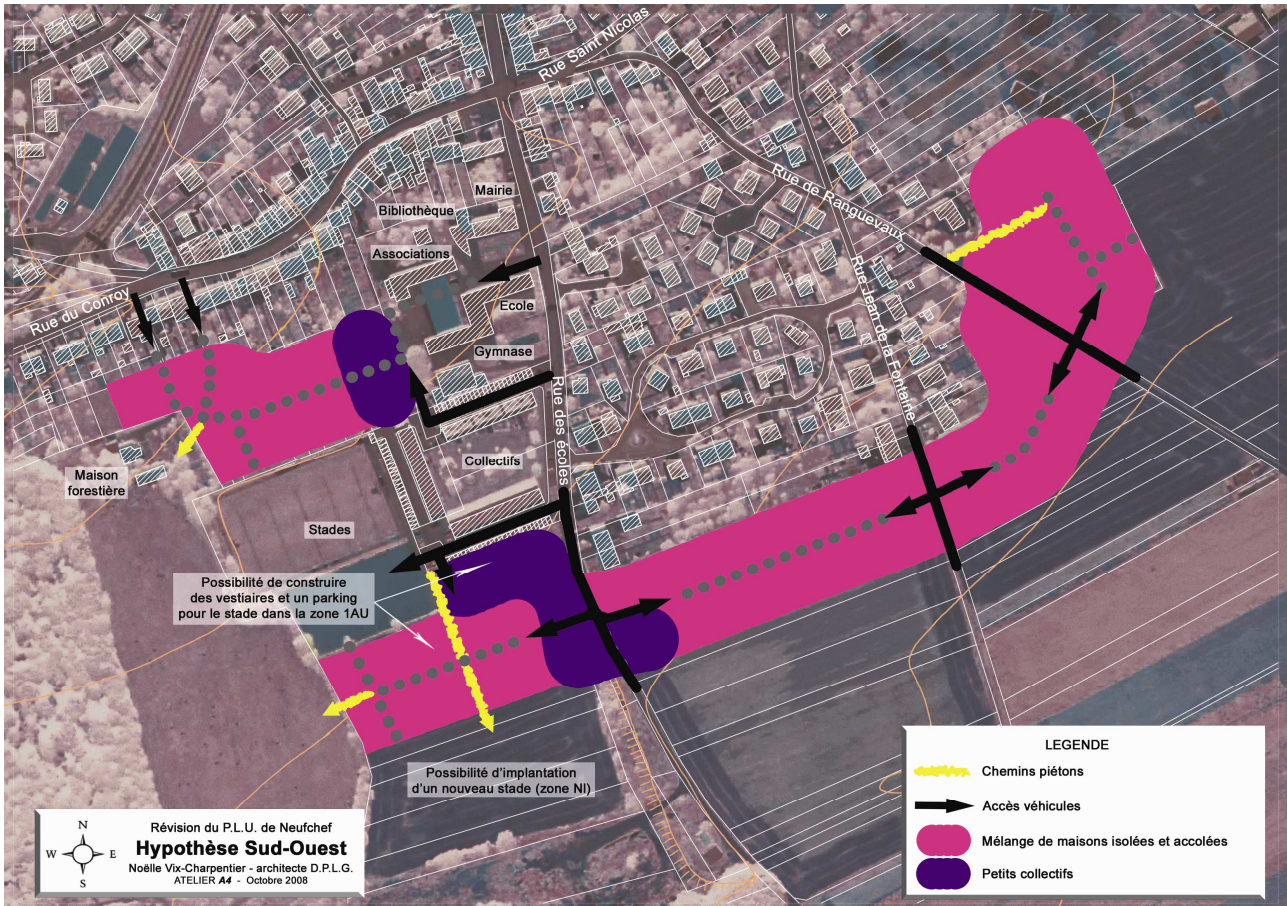 Rue Saint Nicolas
Mairie
Rue de Ranguevaux
Bibliothèque
Associations
Ecole
Rue du Conroy
Rue Jean de la Fontaine
Gymnase
Rue des écoles
Collectifs
Maison
forestière
Stades
Possibilité de construire
des vestiaires et un parking
pour le stade dans la zone 1AU
Possibilité d'implantation
d'un nouveau stade (zone Nl)
LEGENDE
Chemins piétons
Accès véhicules
Mélange de maisons isolées et accolées
Petits collectifs
N
W E
S
Révision du P.L.U. de Neufchef
Hypothèse Sud-Ouest
Noëlle Vix-Charpentier - architecte D.P.L.G.
ATELIER A4 - Octobre 2008